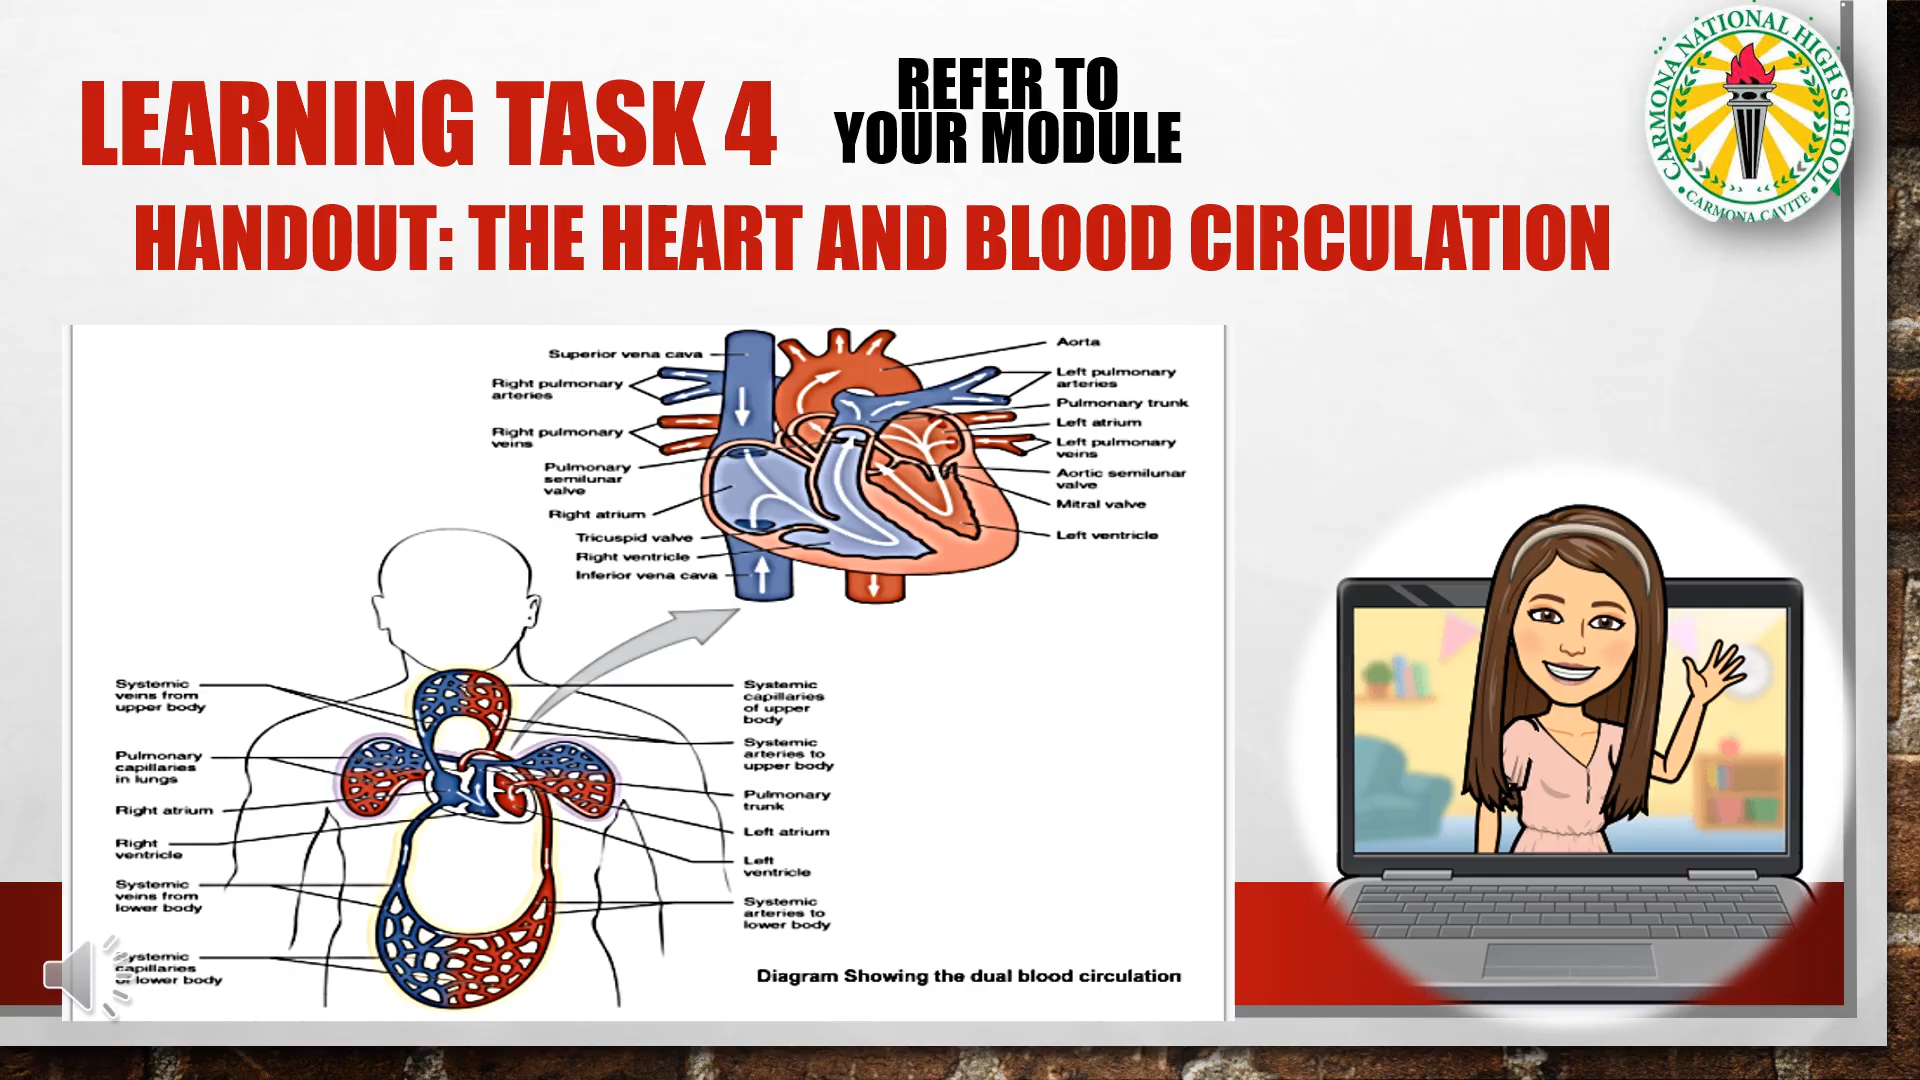 LEARNING TASK 4
REFER TO
YOUR MODULE
HANDOUT: THE HEART AND BLOOD CIRCULATION
CARMONA NATIONAL HIGH SCHOOL
CARMONA CAVITE
Superior vena cava
Right pulmonary
arteries
Right pulmonary
veins
Pulmonary
semilunar
valve
Right atrium
Tricuspid valve
Right ventricle
Inferior vena cava
Aorta
Left pulmonary
arteries
Pulmonary trunk
Left atrium
Left pulmonary
veins
Aortic semilunar
valve
Mitral valve
Left ventricle
Systemic
veins from
upper body
Pulmonary
capillaries
in lungs
Right atrium
Right
ventricle
Systemic
veins from
lower body
ystemic
capillaries
of lower body
Systemic
capillaries
of upper
body
Systemic
arteries to
upper body
Pulmonary
trunk
Left atrium
Left
ventricle
Systemic
arteries to
lower body
Diagram Showing the dual blood circulation